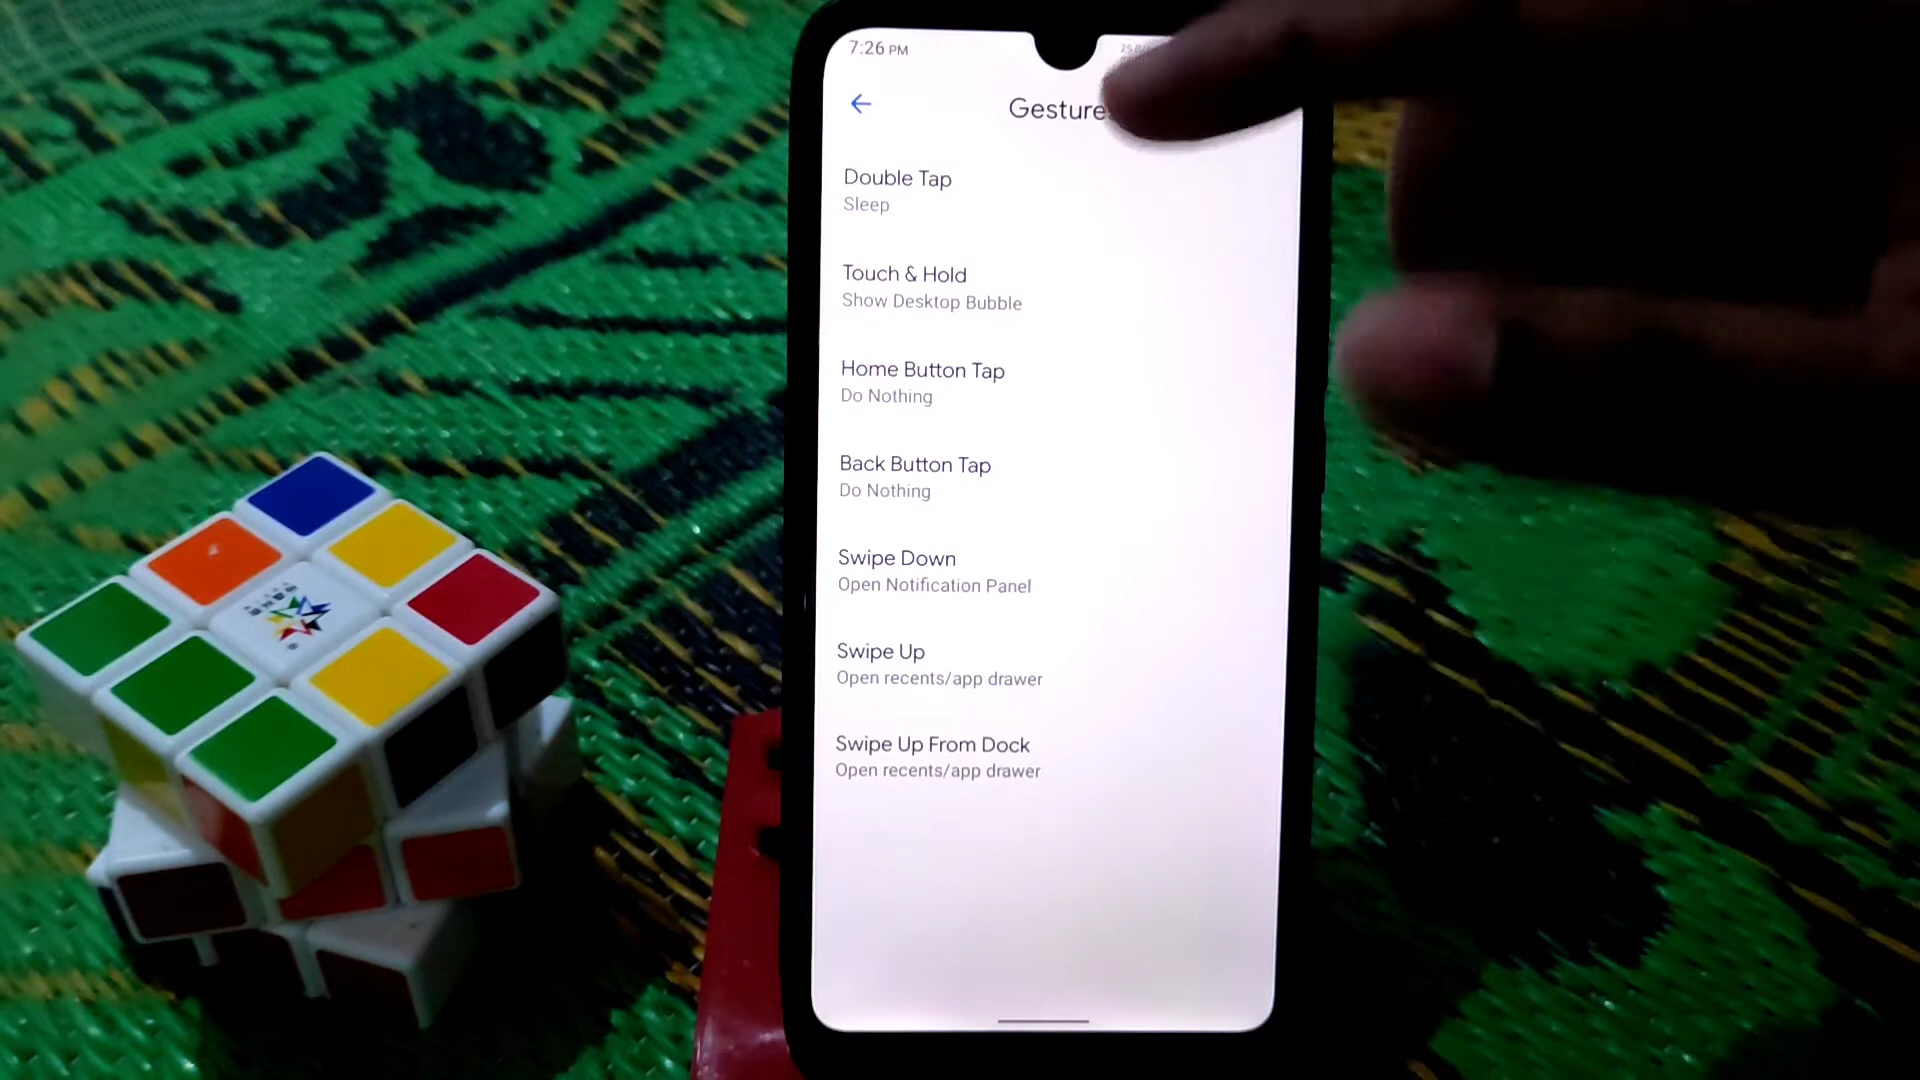 7:26 PM
Gesture
Double Tap
Sleep
Touch & Hold
Show Desktop Bubble
Home Button Tap
Do Nothing
Back Button Tap
Do Nothing
Swipe Down
Open Notification Panel
Swipe Up
Open recents/app drawer
Swipe Up From Dock
Open recents/app drawer